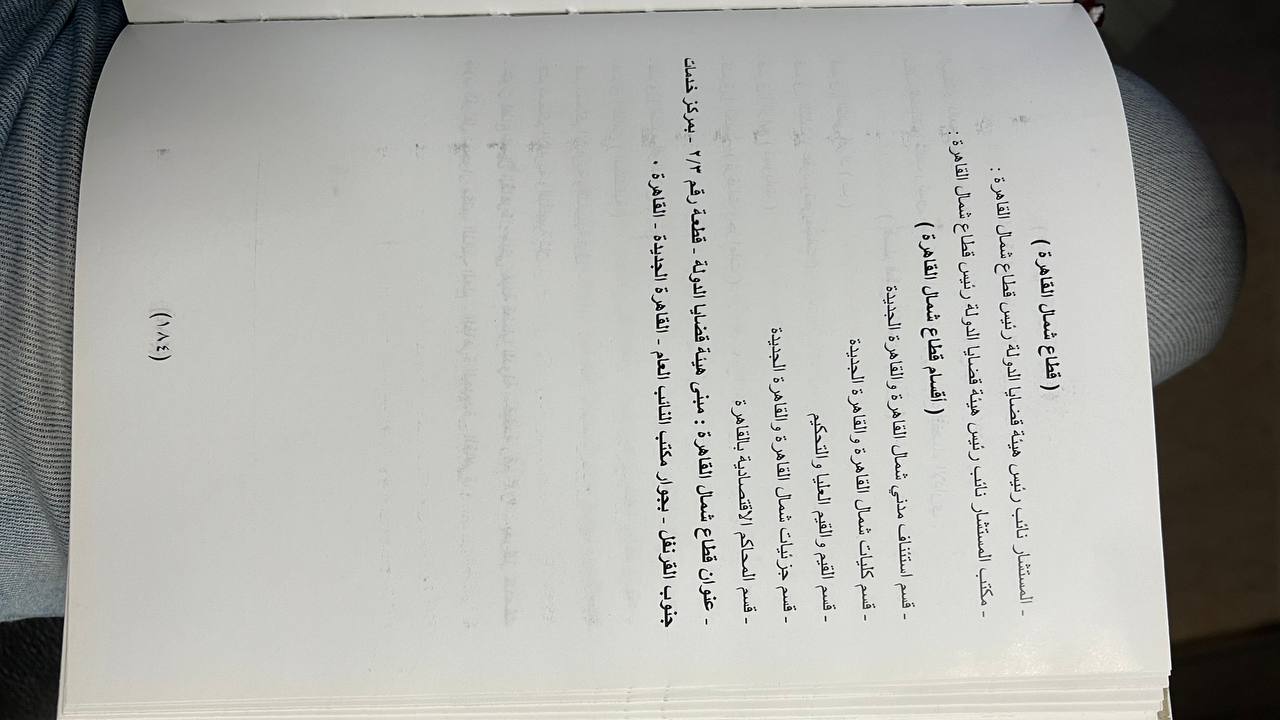 ( قطاع شمال القاهرة )
- المستشار نائب رئيس هيئة قضايا الدولة رئيس قطاع شمال القاهرة :
- مكتب المستشار نائب رئيس هيئة قضايا الدولة رئيس قطاع شمال القاهرة :
( أقسام قطاع شمال القاهرة )
- قسم استئناف مدني شمال القاهرة والقاهرة الجديدة
- قسم كليات شمال القاهرة والقاهرة الجديدة
- قسم القيم والقيم العليا والتحكيم
- قسم جزئيات شمال القاهرة والقاهرة الجديدة
- قسم المحاكم الاقتصادية بالقاهرة
- عنوان قطاع شمال القاهرة : مبنى هيئة قضايا الدولة - قطعة رقم ٢/٣ - بمركز خدمات
جنوب القرنفل - بجوار مكتب النائب العام - القاهرة الجديدة - القاهرة .
(١٨٤)